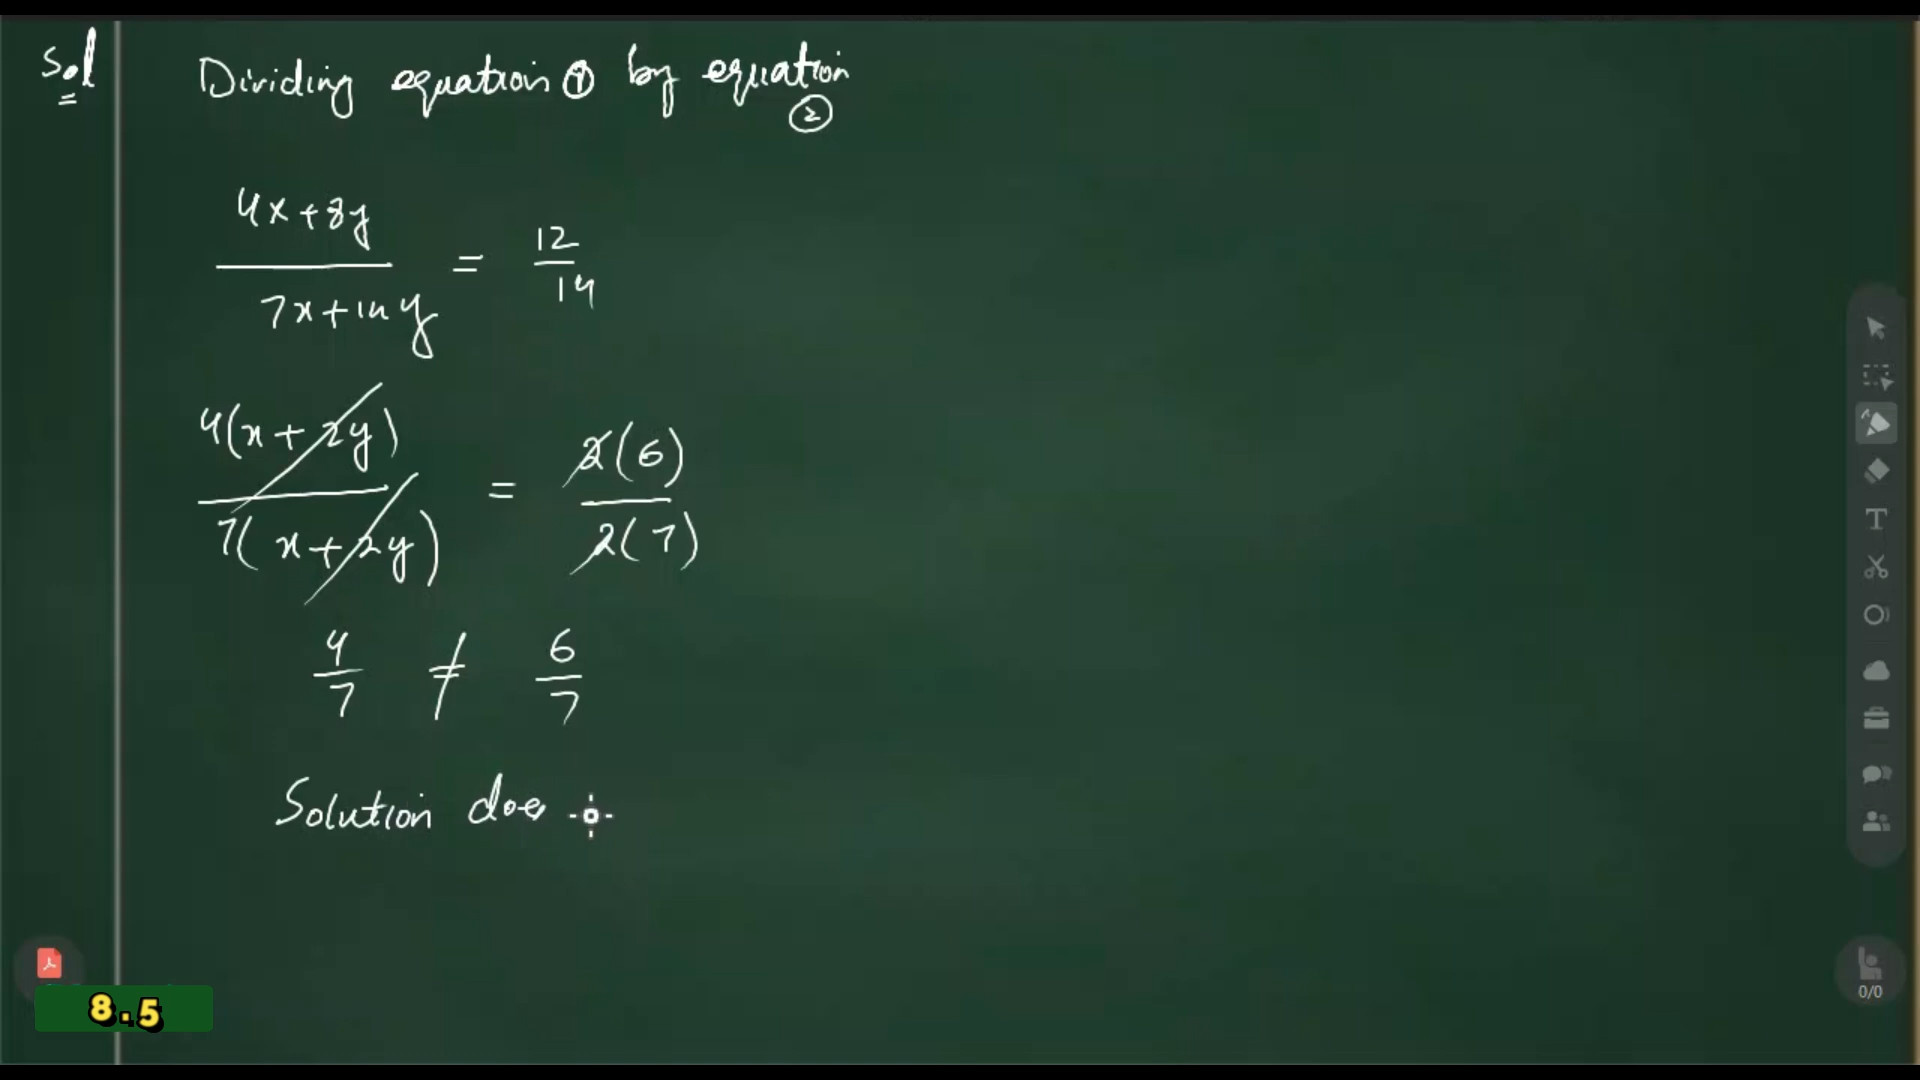 Sol
Dividing equation ① by equation
②
4x+8y
7x+14y
=
12
14
4(x+2y)
7(x+2y)
=
2(6)
2(7)
4
7
≠
6
7
Solution doe
T
0/0
8.5